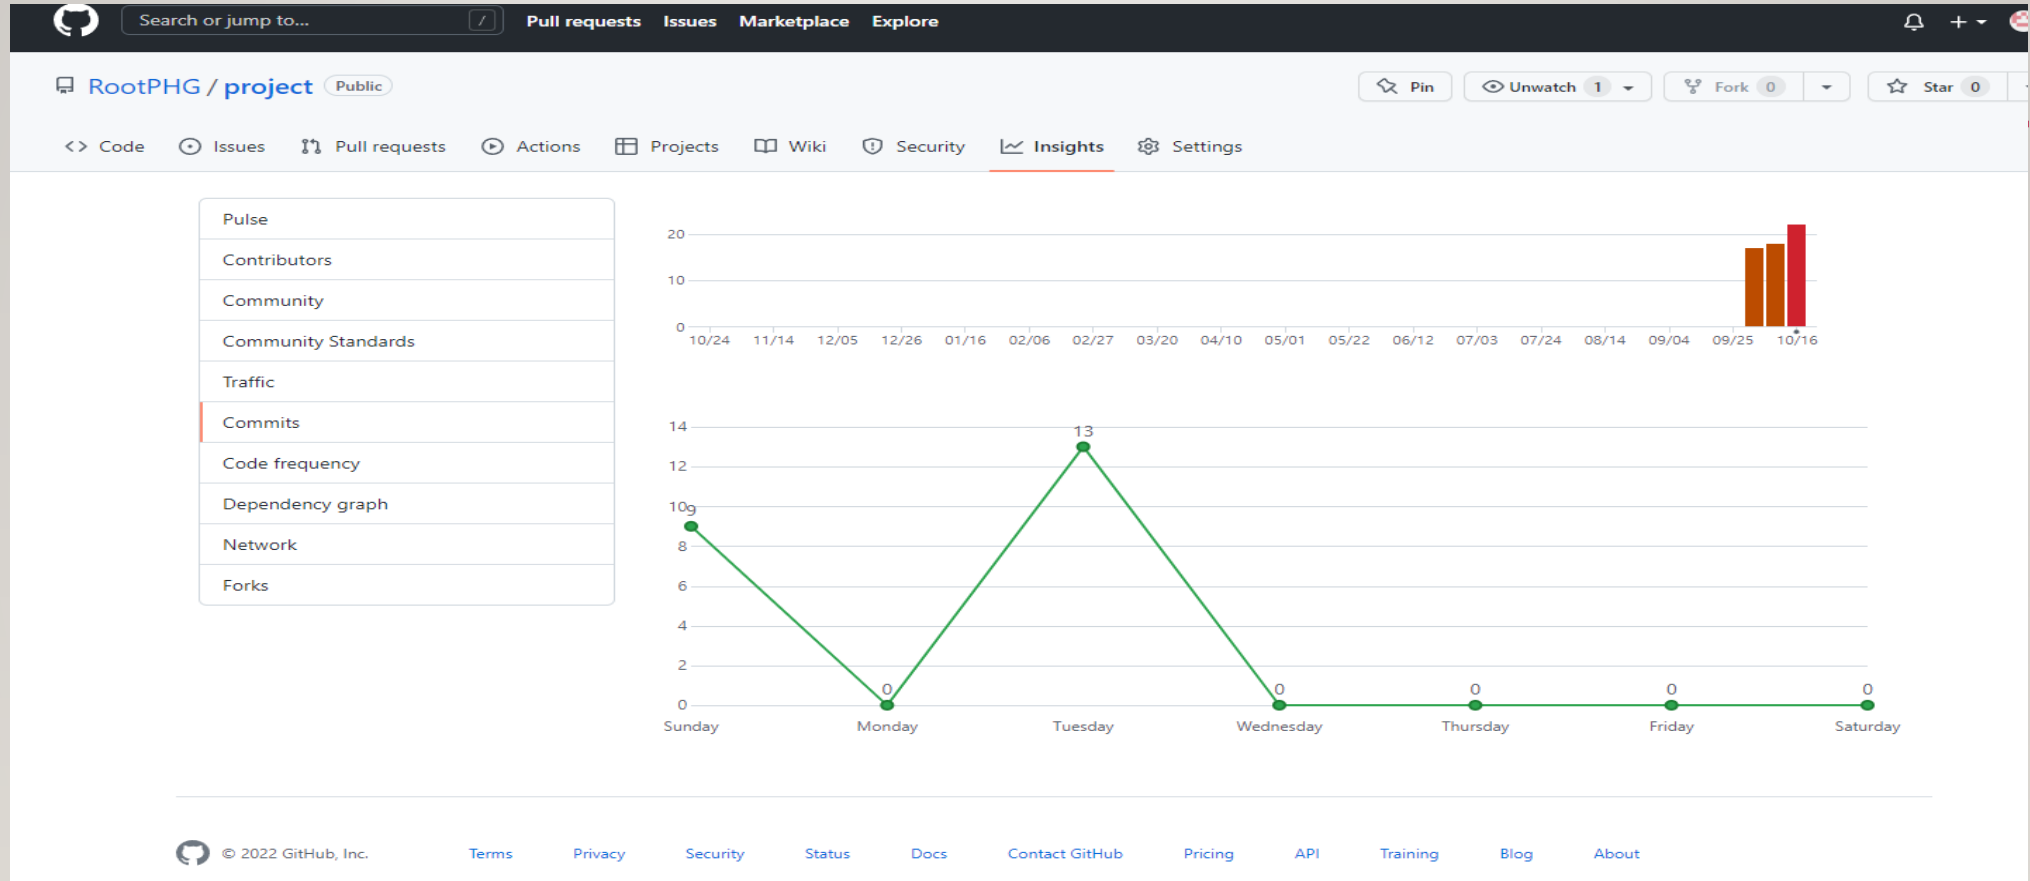 Search or jump to... / Pull requests Issues Marketplace Explore
RootPHG / project Public Pin Unwatch 1 Fork 0 Star 0
Code Issues Pull requests Actions Projects Wiki Security Insights Settings
Pulse
Contributors
Community
Community Standards
Traffic
Commits
Code frequency
Dependency graph
Network
Forks
20
10
0
10/24 11/14 12/05 12/26 01/16 02/06 02/27 03/20 04/10 05/01 05/22 06/12 07/03 07/24 08/14 09/04 09/25 10/16
14
13
12
10
9
8
6
4
2
0 0 0 0 0 0
Sunday Monday Tuesday Wednesday Thursday Friday Saturday
© 2022 GitHub, Inc. Terms Privacy Security Status Docs Contact GitHub Pricing API Training Blog About